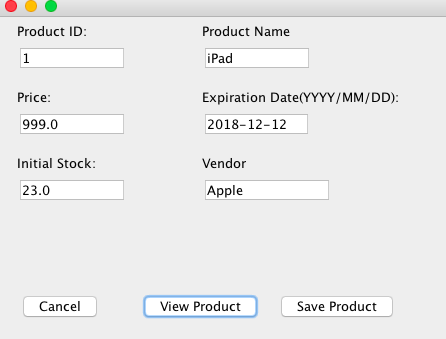 Product ID: Product Name
1 iPad
Price: Expiration Date(YYYY/MM/DD):
999.0 2018-12-12
Initial Stock: Vendor
23.0 Apple
Cancel View Product Save Product